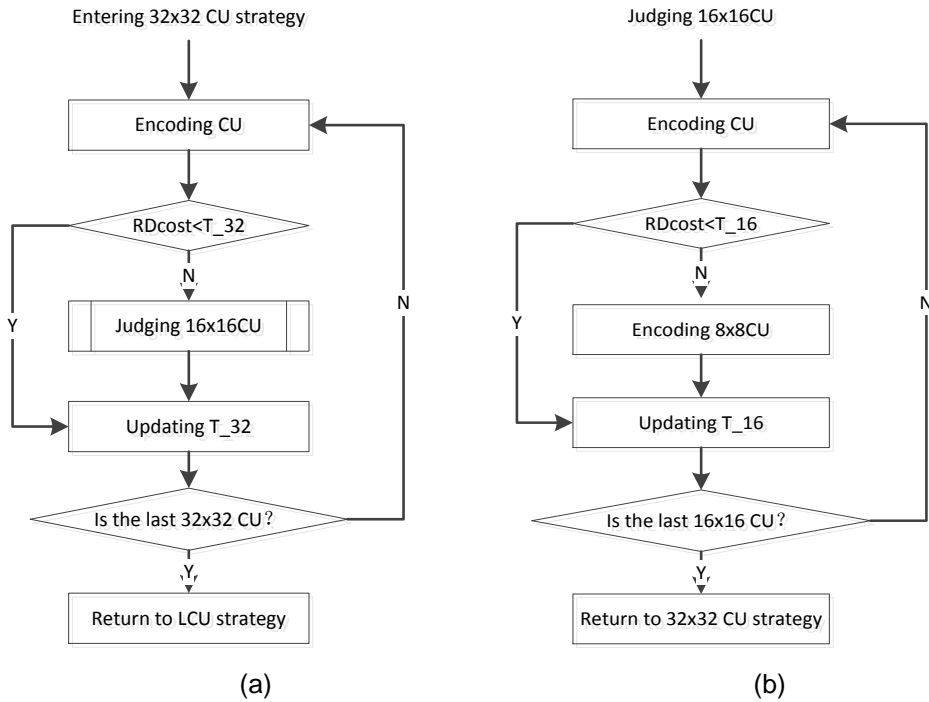 Entering 32x32 CU strategy
Encoding CU
RDcost<T_32
N
Y
N
Judging 16x16CU
Updating T_32
Is the last 32x32 CU？
Y
Return to LCU strategy
(a)
Judging 16x16CU
Encoding CU
RDcost<T_16
N
Y
N
Encoding 8x8CU
Updating T_16
Is the last 16x16 CU？
Y
Return to 32x32 CU strategy
(b)